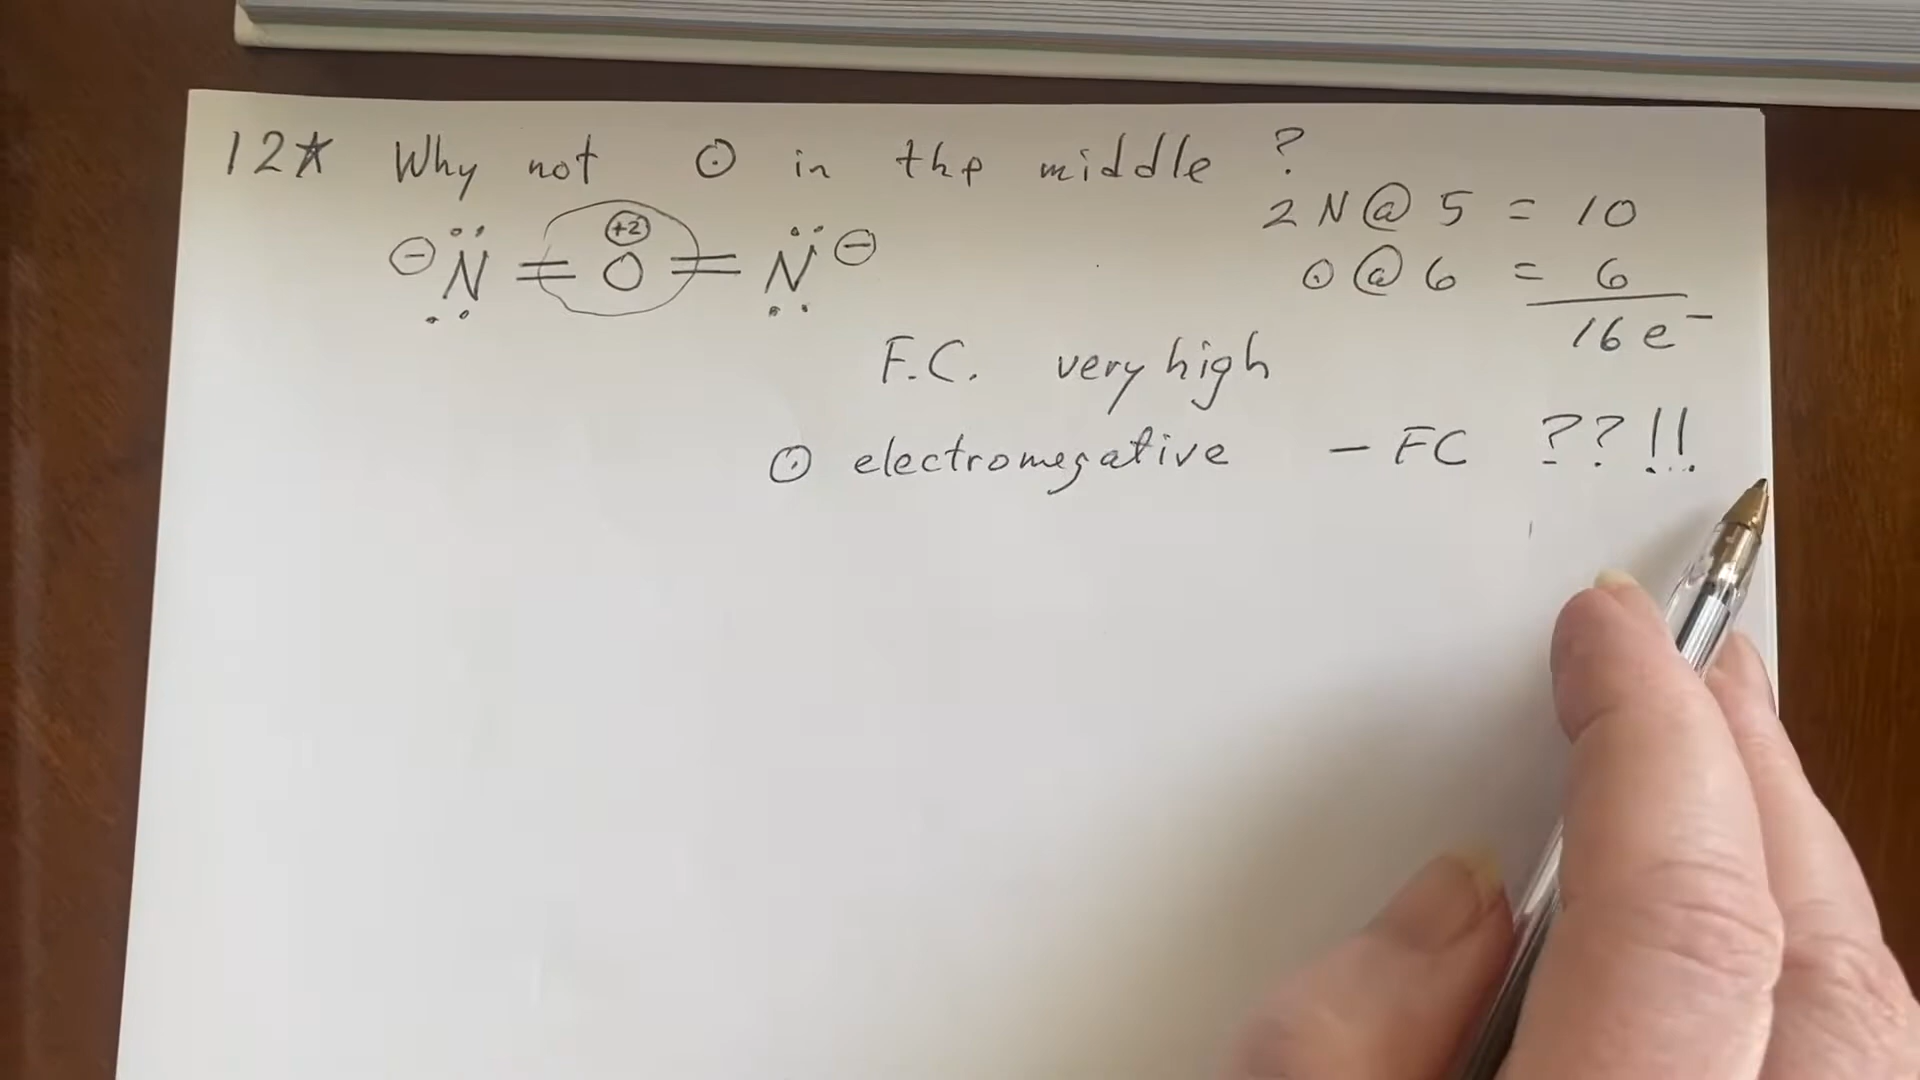 12* Why not O in the middle ?
2 N @ 5 = 10
O @ 6 = 6
16 e⁻
⊖ N = O = N ⊖
+2
F.C. very high
O electronegative - FC ??!!